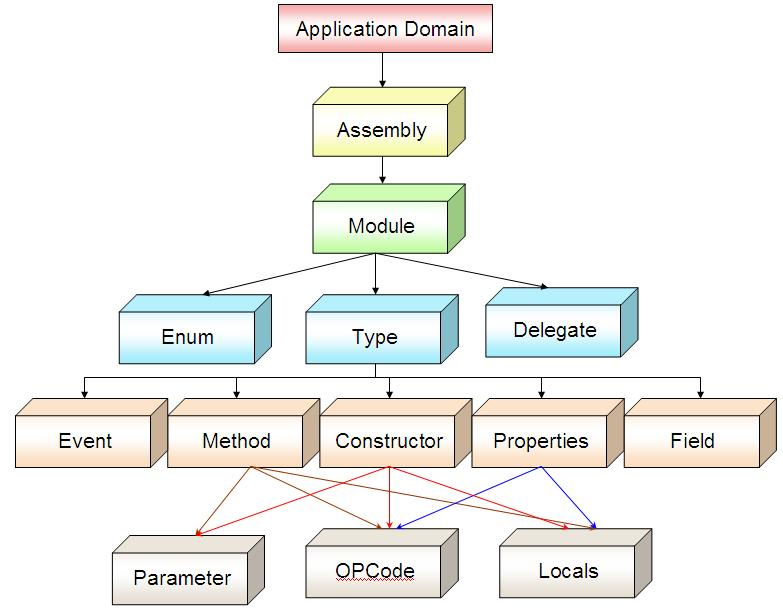 Application Domain
Assembly
Module
Enum
Type
Delegate
Event
Method
Constructor
Properties
Field
Parameter
OPCode
Locals